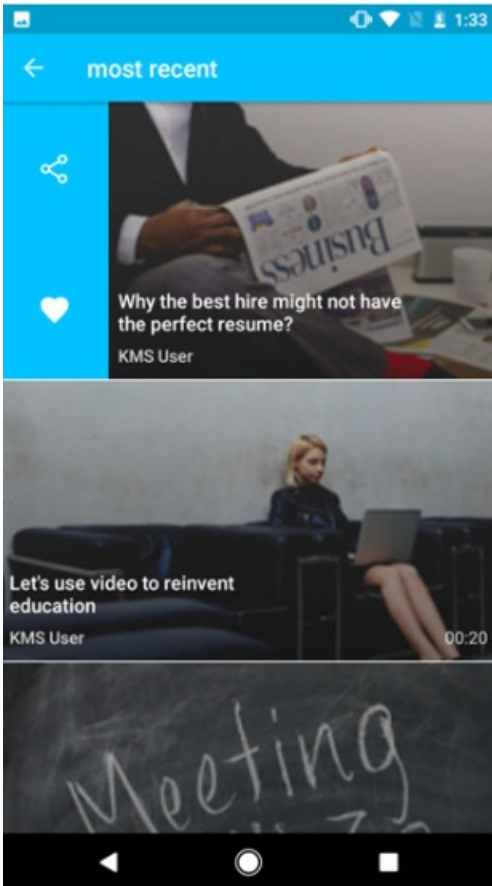 1:33
most recent
Business
Why the best hire might not have
the perfect resume?
KMS User
Let's use video to reinvent
education
KMS User
00:20
Meeting